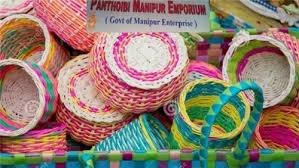 PANTHOIBI MANIPUR EMPORIUM
( Govt of Manipur Enterprise )